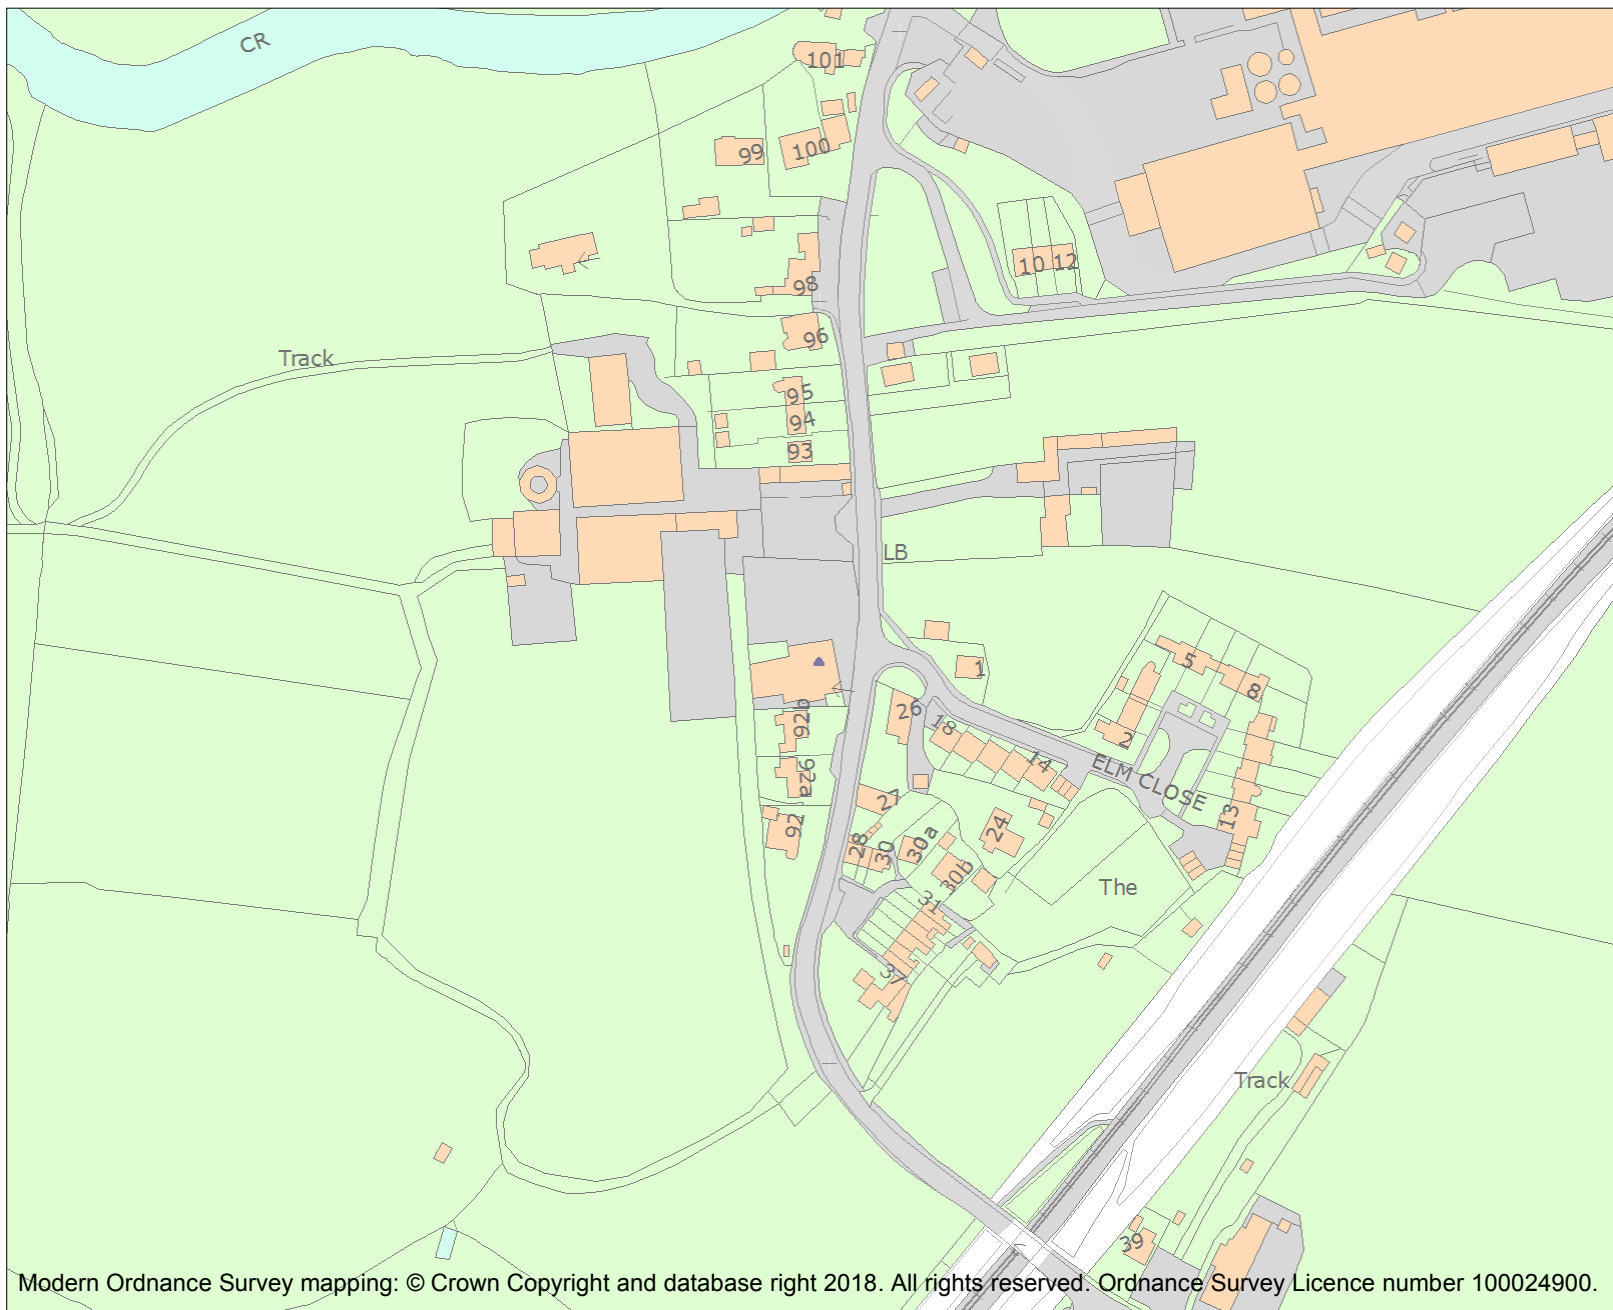 CR
101
99
100
10 12
98
96
Track
95
94
93
LB
1
5
8
26
18
92b
2
14
ELM CLOSE
92a
27
13
92
24
28
30
30a
30b
The
31
37
Track
39
Modern Ordnance Survey mapping: © Crown Copyright and database right 2018. All rights reserved. Ordnance Survey Licence number 100024900.